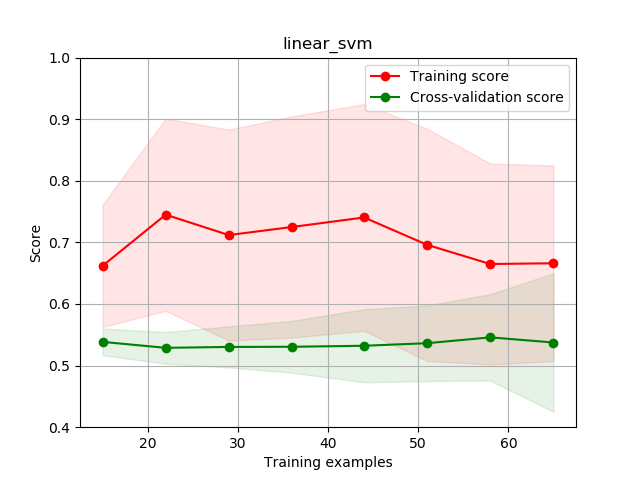 linear_svm
Training score
Cross-validation score
1.0
0.9
0.8
0.7
0.6
0.5
0.4
Score
20 30 40 50 60
Training examples